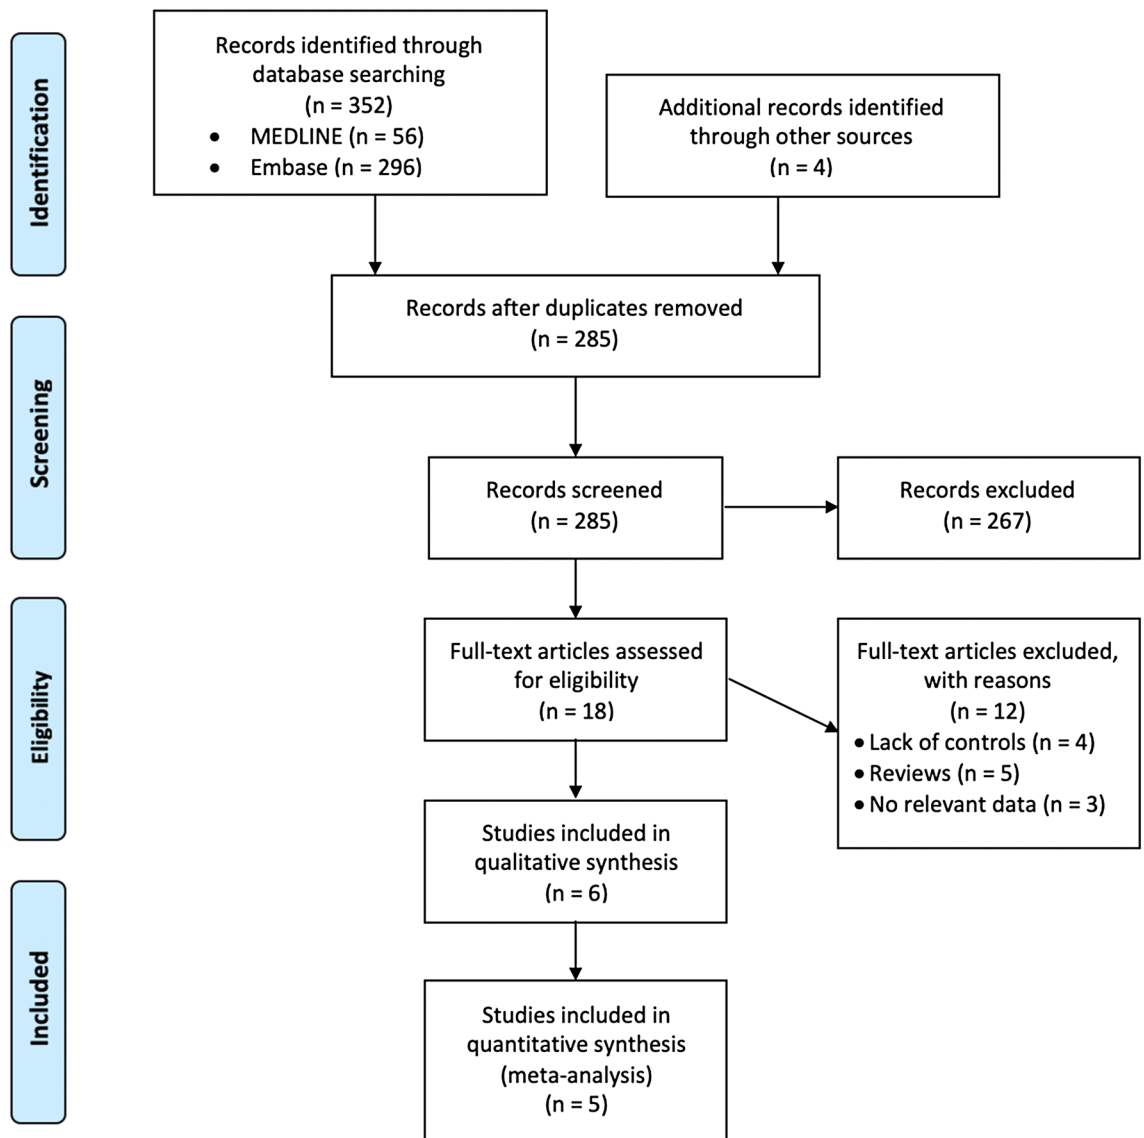 Identification
Records identified through
database searching
(n = 352)
• MEDLINE (n = 56)
• Embase (n = 296)
Additional records identified
through other sources
(n = 4)
Records after duplicates removed
(n = 285)
Screening
Records screened
(n = 285)
Records excluded
(n = 267)
Eligibility
Full-text articles assessed
for eligibility
(n = 18)
Full-text articles excluded,
with reasons
(n = 12)
• Lack of controls (n = 4)
• Reviews (n = 5)
• No relevant data (n = 3)
Studies included in
qualitative synthesis
(n = 6)
Included
Studies included in
quantitative synthesis
(meta-analysis)
(n = 5)